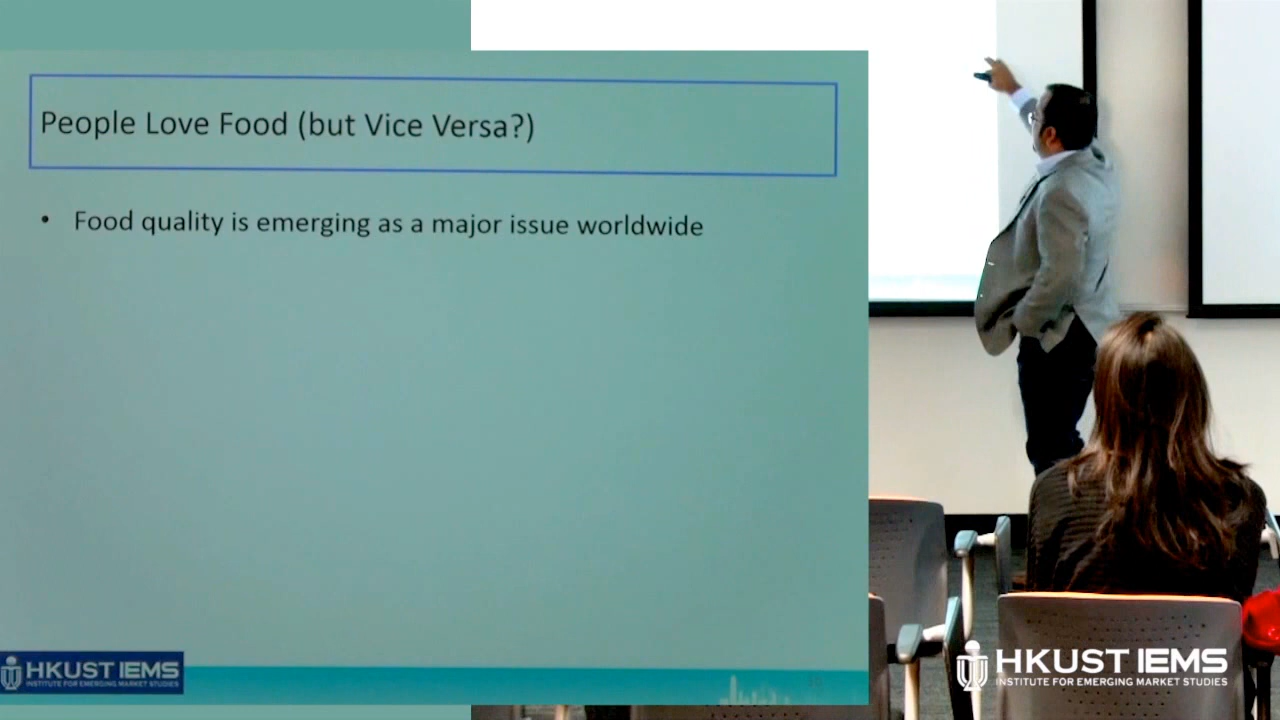 People Love Food (but Vice Versa?)
• Food quality is emerging as a major issue worldwide
HKUST IEMS
INSTITUTE FOR EMERGING MARKET STUDIES
HKUST IEMS
INSTITUTE FOR EMERGING MARKET STUDIES